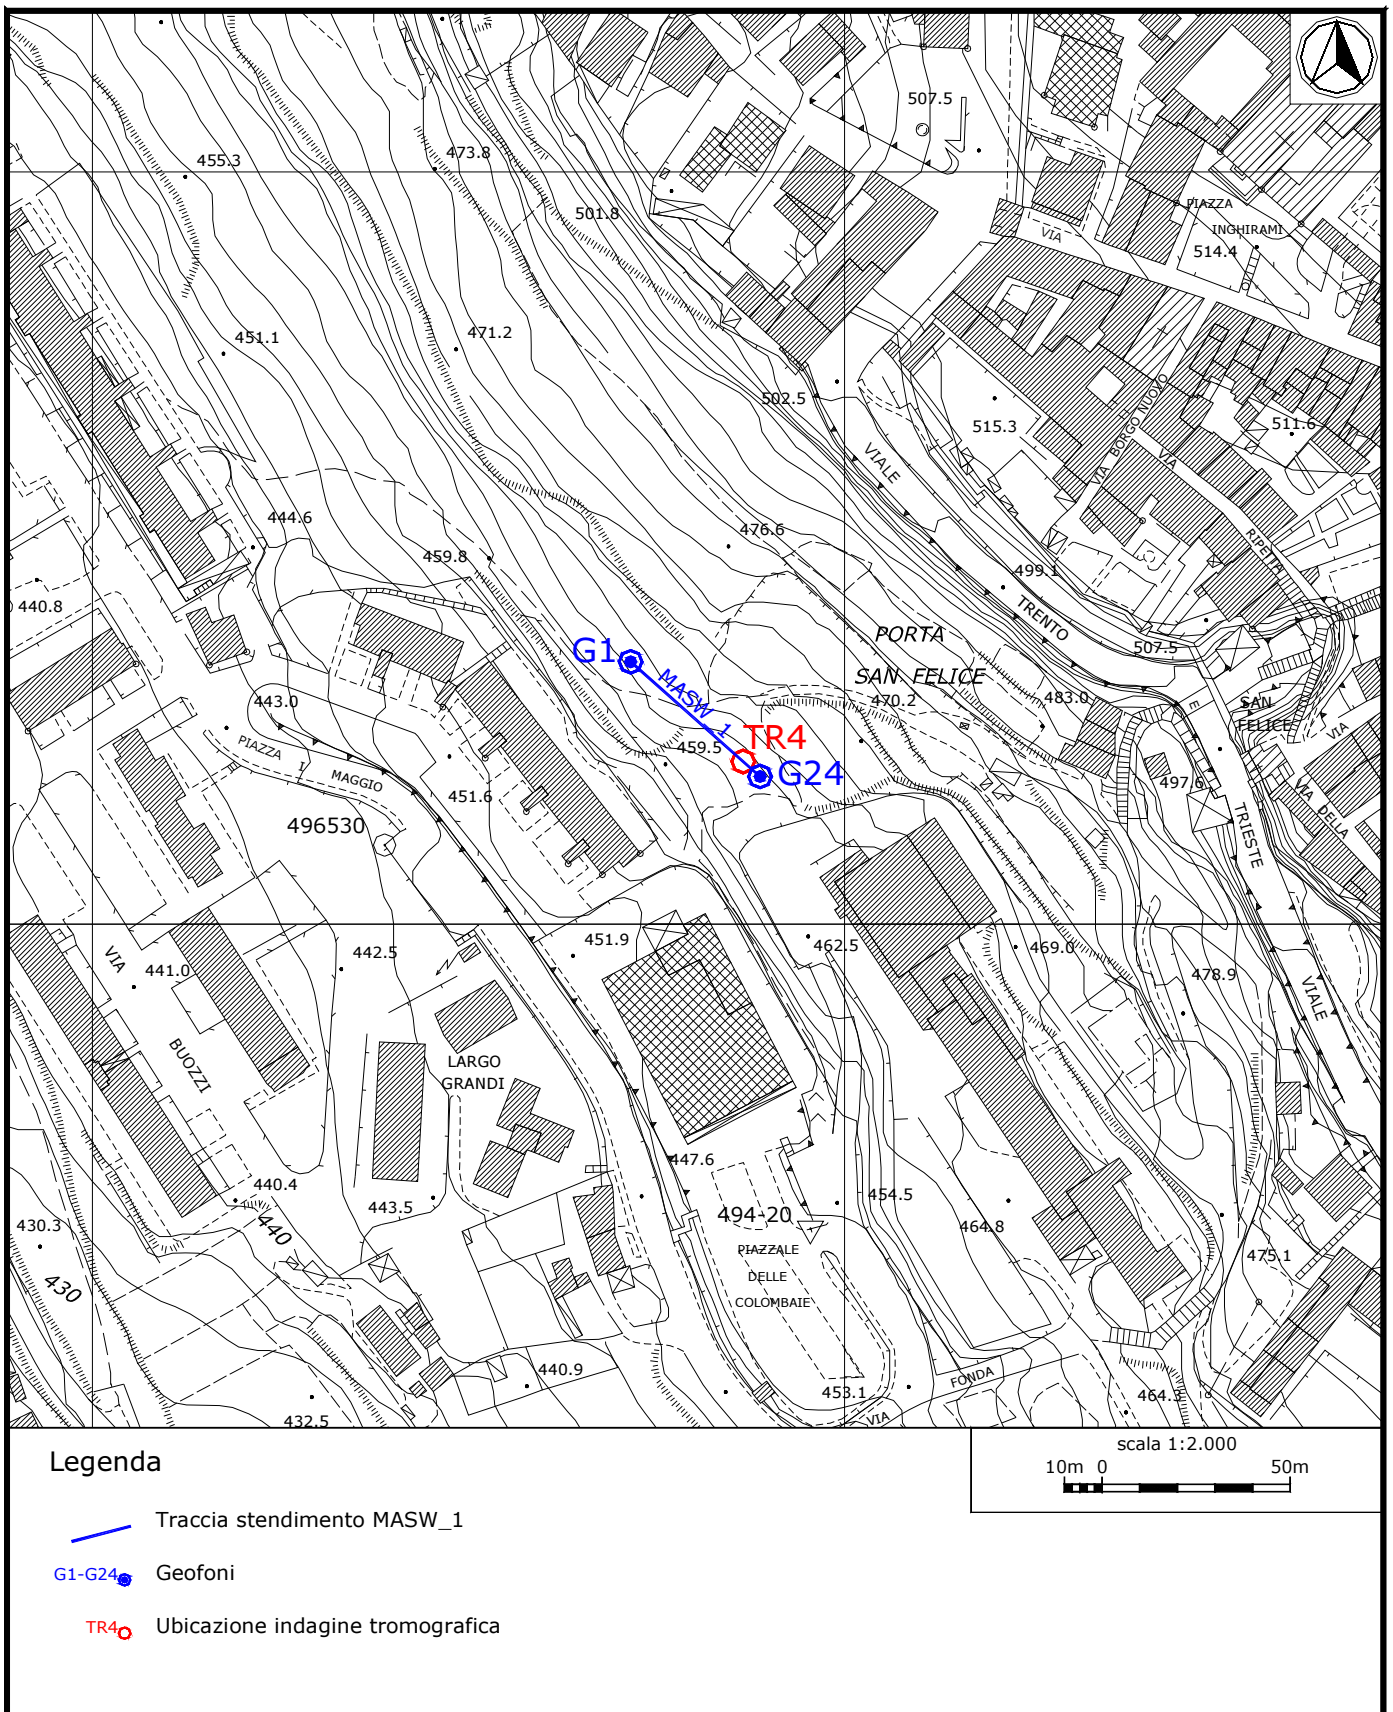 507.5
473.8
455.3
501.8
PIAZZA
INGHIRAMI
514.4
VIA
471.2
451.1
502.5
515.3
511.6
VIA BORGO NUOVO
VIALE
VIA
RIPETTA
444.6
459.8
476.6
499.1
440.8
TRENTO
PORTA
SAN. FELICE
507.5
G1
MASW_1
470.2
483.0
E
SAN
FELICE
VIA
443.0
PIAZZA
I
MAGGIO
459.5
TR4
G24
451.6
497.6
VIA DELLA
TRIESTE
496530
451.9
462.5
469.0
442.5
441.0
VIA
478.9
VIALE
BUOZZI
LARGO
GRANDI
447.6
440.4
443.5
454.5
494-20
464.8
430.3
440
475.1
PIAZZALE
DELLE
COLOMBAIE
430
440.9
453.1
FONDA
VIA
464.3
432.5
scala 1:2.000
10m 0 50m
Legenda
Traccia stendimento MASW_1
G1-G24 Geofoni
TR4 Ubicazione indagine tromografica